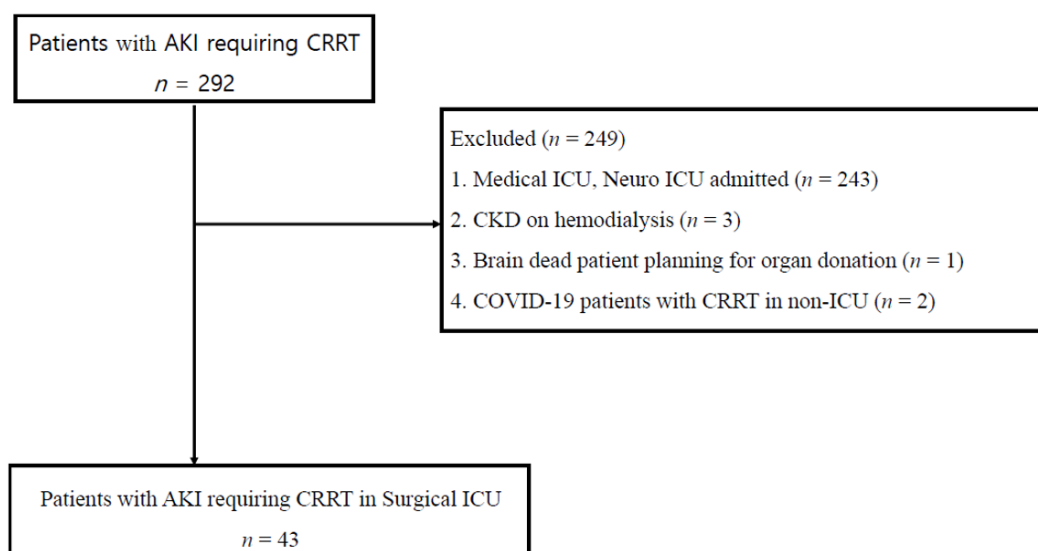 Patients with AKI requiring CRRT
n = 292
Excluded (n = 249)
1. Medical ICU, Neuro ICU admitted (n = 243)
2. CKD on hemodialysis (n = 3)
3. Brain dead patient planning for organ donation (n = 1)
4. COVID-19 patients with CRRT in non-ICU (n = 2)
Patients with AKI requiring CRRT in Surgical ICU
n = 43